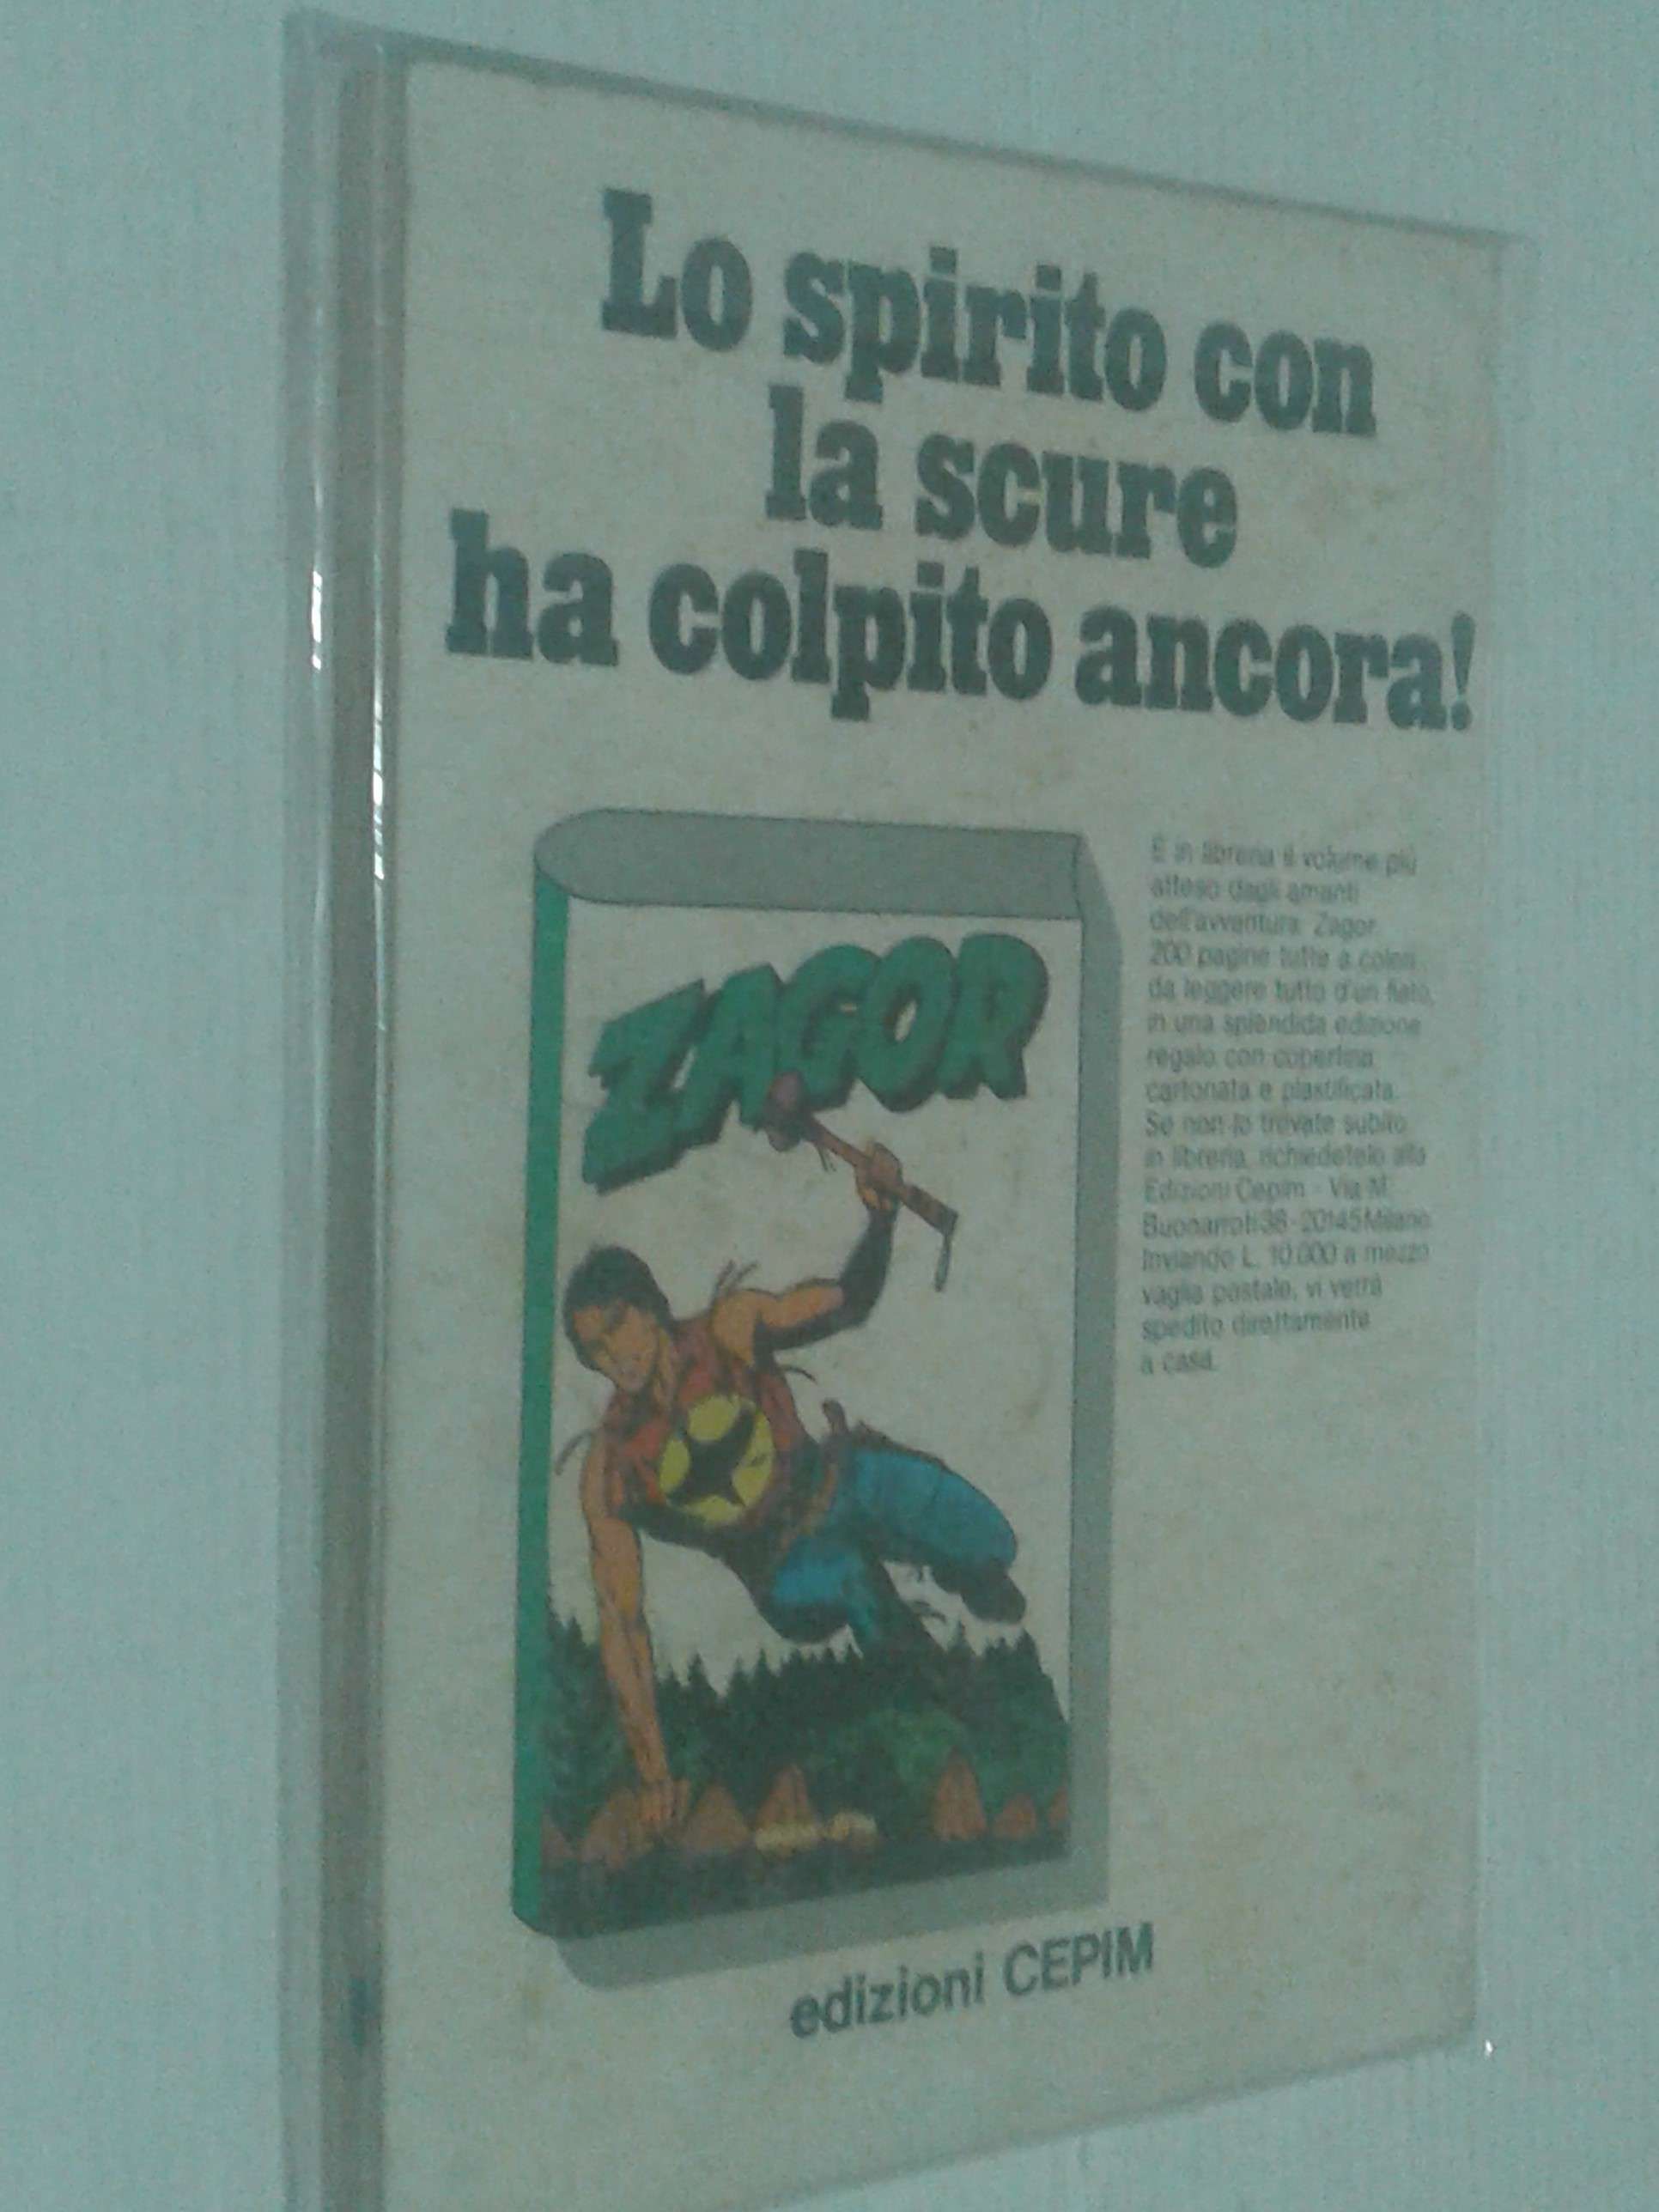 Lo spirito con
la scure
ha colpito ancora!
ZAGOR
È in libreria il volume più
atteso dagli amanti
dell'avventura: Zagor.
200 pagine tutte a colori
da leggere tutto d'un fiato,
in una splendida edizione
regalo con copertina
cartonata e plastificata.
Se non lo trovate subito
in libreria, richiedetelo alla
Edizioni Cepim - Via M.
Buonarroti 38 - 20145 Milano
Inviando L. 10.000 a mezzo
vaglia postale, vi verrà
spedito direttamente
a casa.
edizioni CEPIM